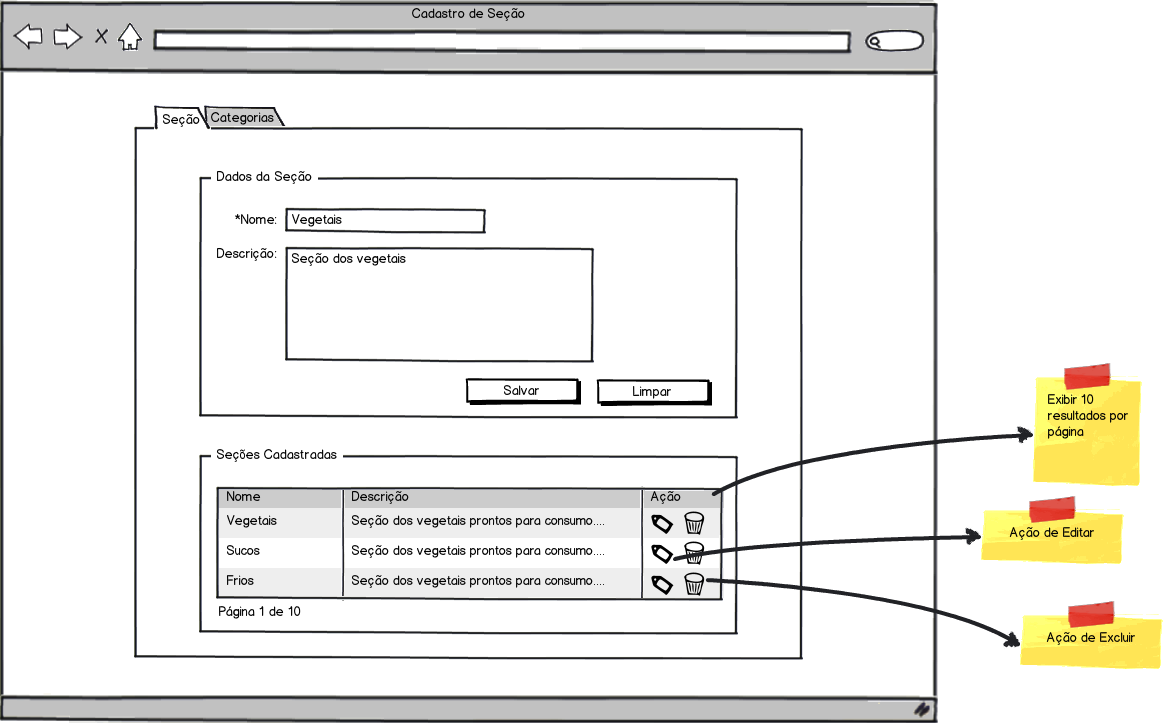 Cadastro de Seção
Seção
Categorias
Dados da Seção
*Nome:
Vegetais
Descrição:
Seção dos vegetais
Salvar
Limpar
Seções Cadastradas
Nome
Descrição
Ação
Vegetais
Seção dos vegetais prontos para consumo....
Sucos
Seção dos vegetais prontos para consumo....
Frios
Seção dos vegetais prontos para consumo....
Página 1 de 10
Exibir 10
resultados por
página
Ação de Editar
Ação de Excluir